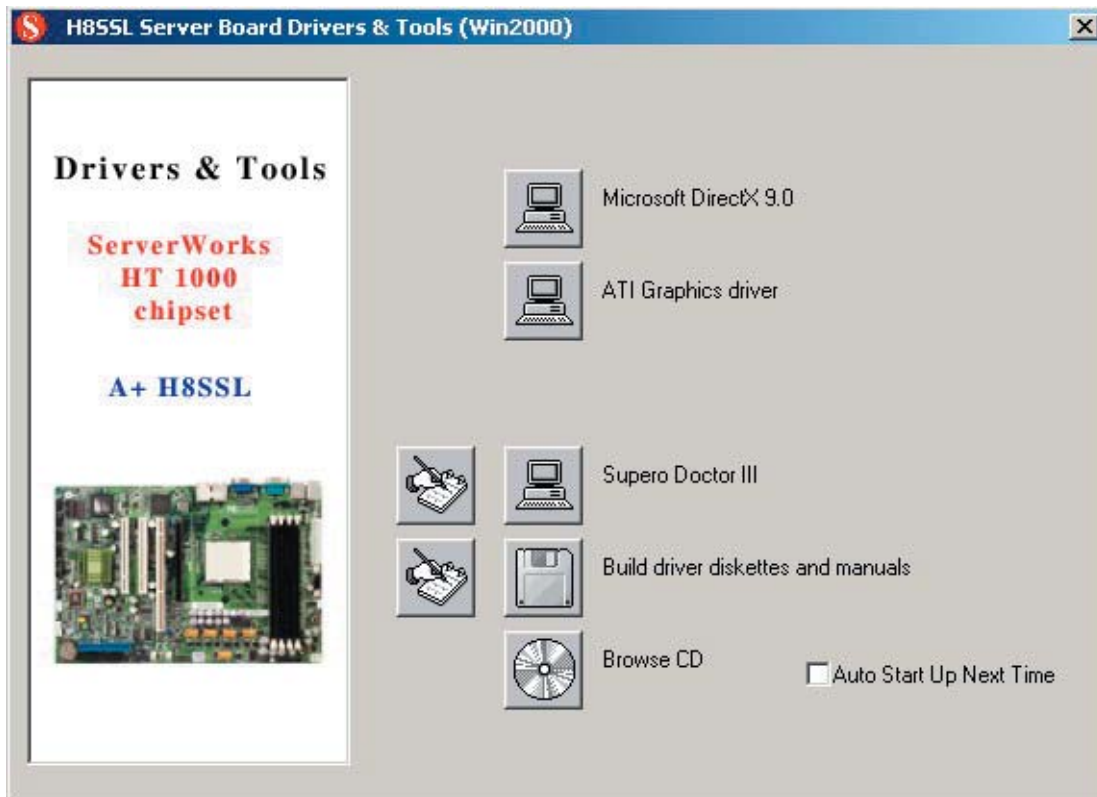 H8SSL Server Board Drivers & Tools (Win2000)
Drivers & Tools
ServerWorks
HT 1000
chipset
A+ H8SSL
Microsoft DirectX 9.0
ATI Graphics driver
Supero Doctor III
Build driver diskettes and manuals
Browse CD
Auto Start Up Next Time